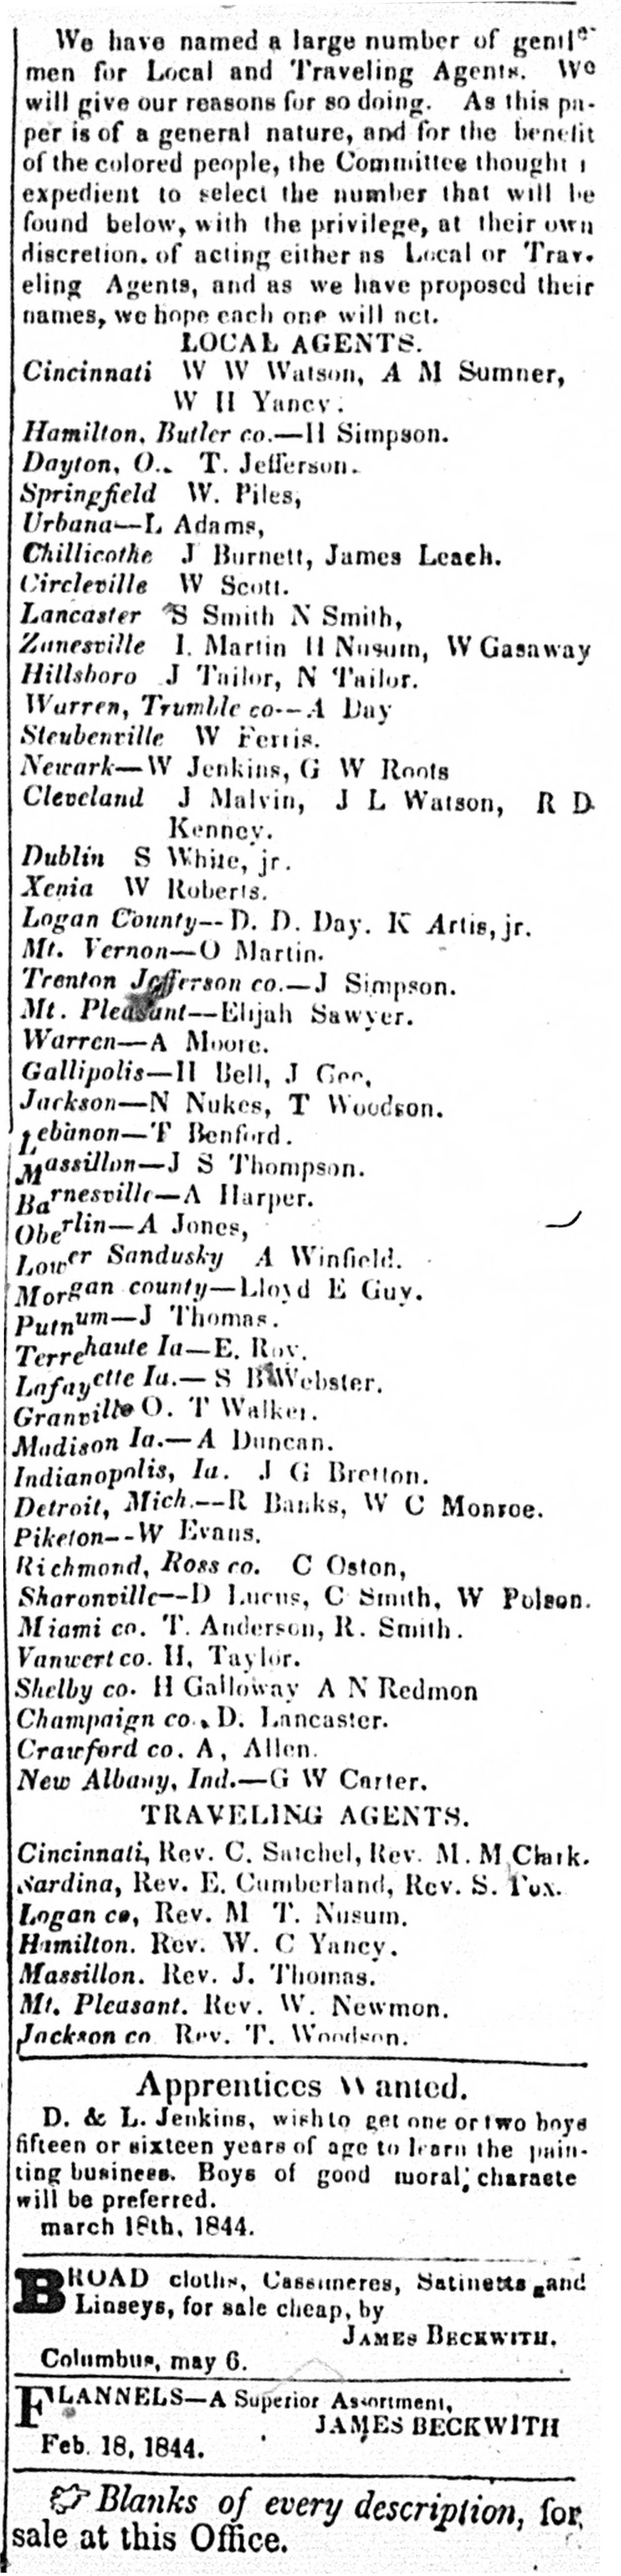 We have named a large number of gentle-
men for Local and Traveling Agents. We
will give our reasons for so doing. As this pa-
per is of a general nature, and for the benefit
of the colored people, the Committee thought i
expedient to select the number that will be
found below, with the privilege, at their own
discretion. of acting either as Local or Trav-
eling Agents, and as we have proposed their
names, we hope each one will act.
LOCAL AGENTS.
Cincinnati W W Watson, A M Sumner,
W H Yancy.
Hamilton, Butler co.—H Simpson.
Dayton, O.. T. Jefferson.
Springfield W. Piles,
Urbana—L Adams,
Chillicothe J Burnett, James Leach.
Circleville W Scott.
Lancaster S Smith N Smith,
Zanesville I. Martin H Nusum, W Gasaway
Hillsboro J Tailor, N Tailor.
Warren, Trumble co--A Day
Steubenville W Ferris.
Newark—W Jenkins, G W Roots
Cleveland J Malvin, J L Watson, R D
Kenney.
Dublin S White, jr.
Xenia W Roberts.
Logan County--D. D. Day. K Artis, jr.
Mt. Vernon—O Martin.
Trenton Jefferson co.—J Simpson.
Mt. Pleasant—Elijah Sawyer.
Warren—A Moore.
Gallipolis—H Bell, J Gee,
Jackson—N Nukes, T Woodson.
Lebanon—T Benford.
Massillon—J S Thompson.
Barnesville—A Harper.
Oberlin—A Jones,
Lower Sandusky A Winfield.
Morgan county—Lloyd E Guy.
Putnum—J Thomas.
Terrehaute Ia—E. Roy.
Lafayette Ia.— S B Webster.
Granville O. T Walker.
Madison Ia.—A Duncan.
Indianopolis, Ia. J G Bretton.
Detroit, Mich.--R Banks, W C Monroe.
Piketon--W Evans.
Richmond, Ross co. C Oston,
Sharonville--D Lucus, C Smith, W Polson.
Miami co. T. Anderson, R. Smith.
Vanwert co. H, Taylor.
Shelby co. H Galloway A N Redmon
Champaign co. D. Lancaster.
Crawford co. A, Allen.
New Albany, Ind.—G W Carter.
TRAVELING AGENTS.
Cincinnati, Rev. C. Satchel, Rev. M. M Clark.
Sardina, Rev. E. Cumberland, Rev. S. Fox.
Logan co, Rev. M T. Nusum.
Hamilton. Rev. W. C Yancy.
Massillon. Rev. J. Thomas.
Mt. Pleasant. Rev. W. Newmon.
Jackson co Rev. T. Woodson.
Apprentices Wanted.
D. & L. Jenkins, wish to get one or two boys
fifteen or sixteen years of age to learn the pain-
ting business. Boys of good moral characte
will be preferred.
march 18th, 1844.
BROAD cloths, Cassimeres, Satinetts and
Linseys, for sale cheap, by
JAMES BECKWITH.
Columbus, may 6.
FLANNELS—A Superior Assortment,
JAMES BECKWITH
Feb. 18, 1844.
☞ Blanks of every description, for
sale at this Office.